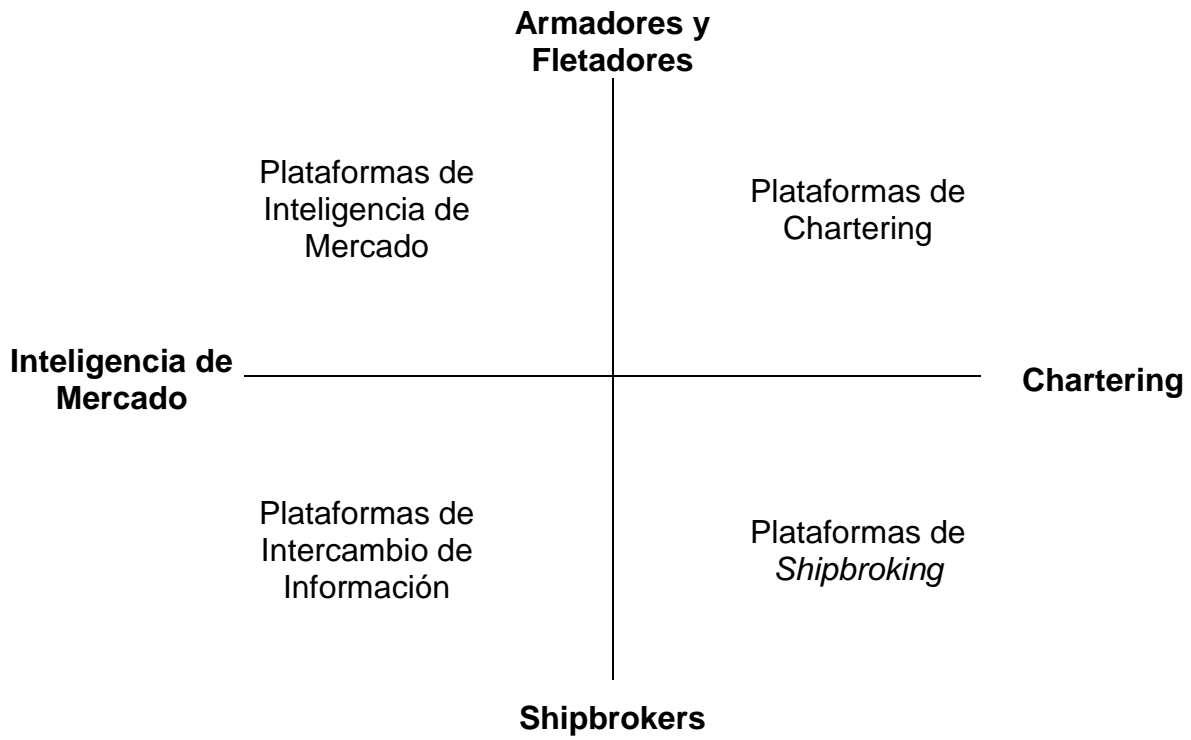 Armadores y
Fletadores
Plataformas de
Inteligencia de
Mercado
Plataformas de
Chartering
Inteligencia de
Mercado
Chartering
Plataformas de
Intercambio de
Información
Plataformas de
Shipbroking
Shipbrokers